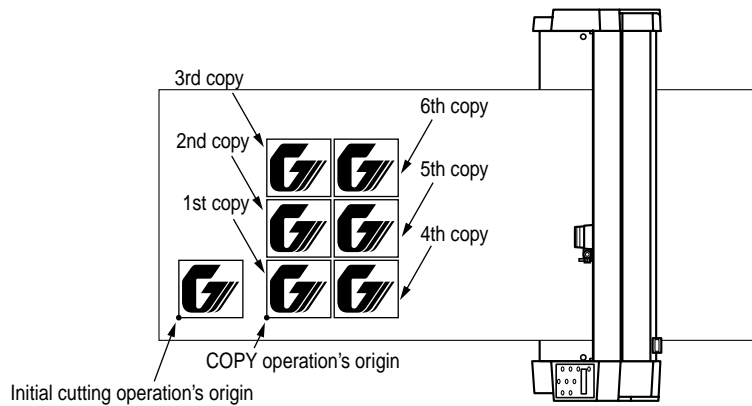 3rd copy
6th copy
2nd copy
5th copy
1st copy
4th copy
G
G
G
G
G
G
G
COPY operation's origin
Initial cutting operation's origin